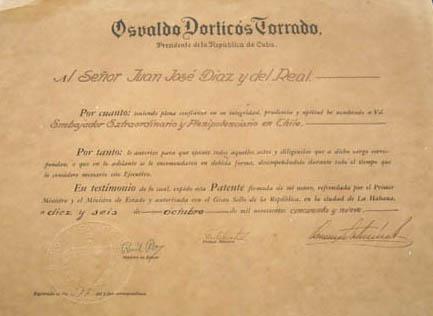 Osvaldo Dorticós Torrado,
Presidente de la República de Cuba.
Al Señor Juan José Díaz y del Real.
Por cuanto: teniendo plena confianza en su integridad, prudencia y aptitud he nombrado a Vd.
Embajador Extraordinario y Plenipotenciario en Chile.
Por tanto: le autorizo para que ejecute todos aquellos actos y diligencias que a dicho cargo corres-
ponden; o que en lo adelante se le encomendaren en debida forma, desempeñándolo durante todo el tiempo que
lo considere necesario este Ejecutivo.
En testimonio de lo cual, expido esta Patente firmada de mi mano, refrendada por el Primer
Ministro y el Ministro de Estado y autorizada con el Gran Sello de la República, en la ciudad de La Habana,
a diez y seis de octubre de mil novecientos cincuenta y nueve.
Ministro de Estado
Primer Ministro
Registrada al No.